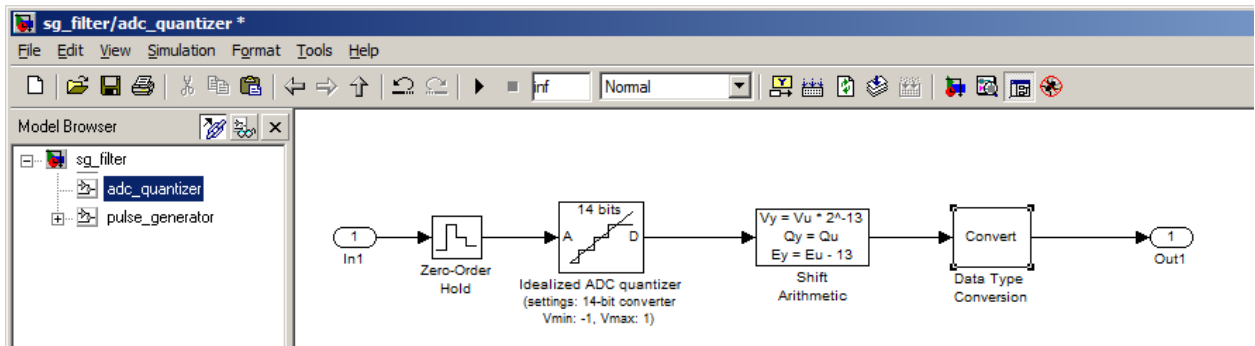 sg_filter/adc_quantizer *
File Edit View Simulation Format Tools Help
inf
Normal
Model Browser
sg_filter
adc_quantizer
pulse_generator
1
In1
Zero-Order
Hold
14 bits
A
D
Idealized ADC quantizer
(settings: 14-bit converter
Vmin: -1, Vmax: 1)
Vy = Vu * 2^-13
Qy = Qu
Ey = Eu - 13
Shift
Arithmetic
Convert
Data Type
Conversion
1
Out1